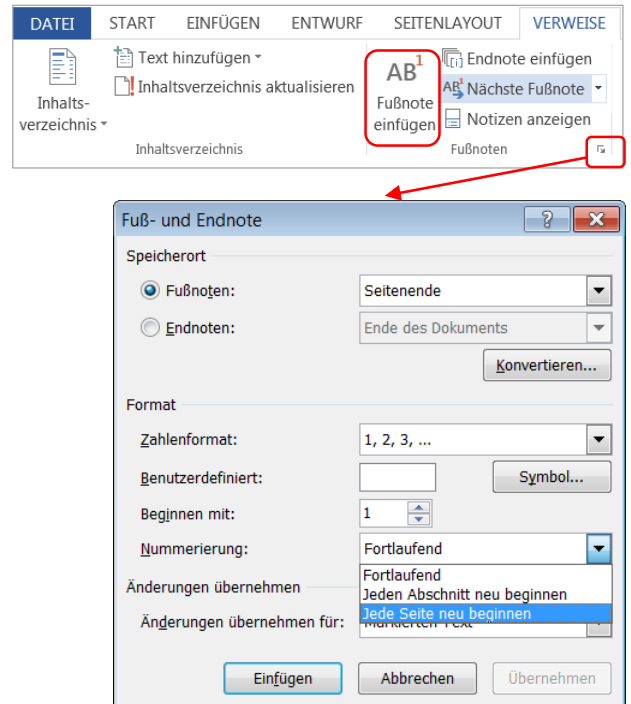 DATEI START EINFÜGEN ENTWURF SEITENLAYOUT VERWEISE
Text hinzufügen
Inhaltsverzeichnis aktualisieren
Inhalts-
verzeichnis
Inhaltsverzeichnis
AB1
Fußnote
einfügen
Endnote einfügen
Nächste Fußnote
Notizen anzeigen
Fußnoten
Fuß- und Endnote
Speicherort
Fußnoten: Seitenende
Endnoten: Ende des Dokuments
Konvertieren...
Format
Zahlenformat: 1, 2, 3, ...
Benutzerdefiniert: Symbol...
Beginnen mit: 1
Nummerierung: Fortlaufend
Fortlaufend
Jeden Abschnitt neu beginnen
Jede Seite neu beginnen
Änderungen übernehmen
Änderungen übernehmen für: Markierten Text
Einfügen Abbrechen Übernehmen